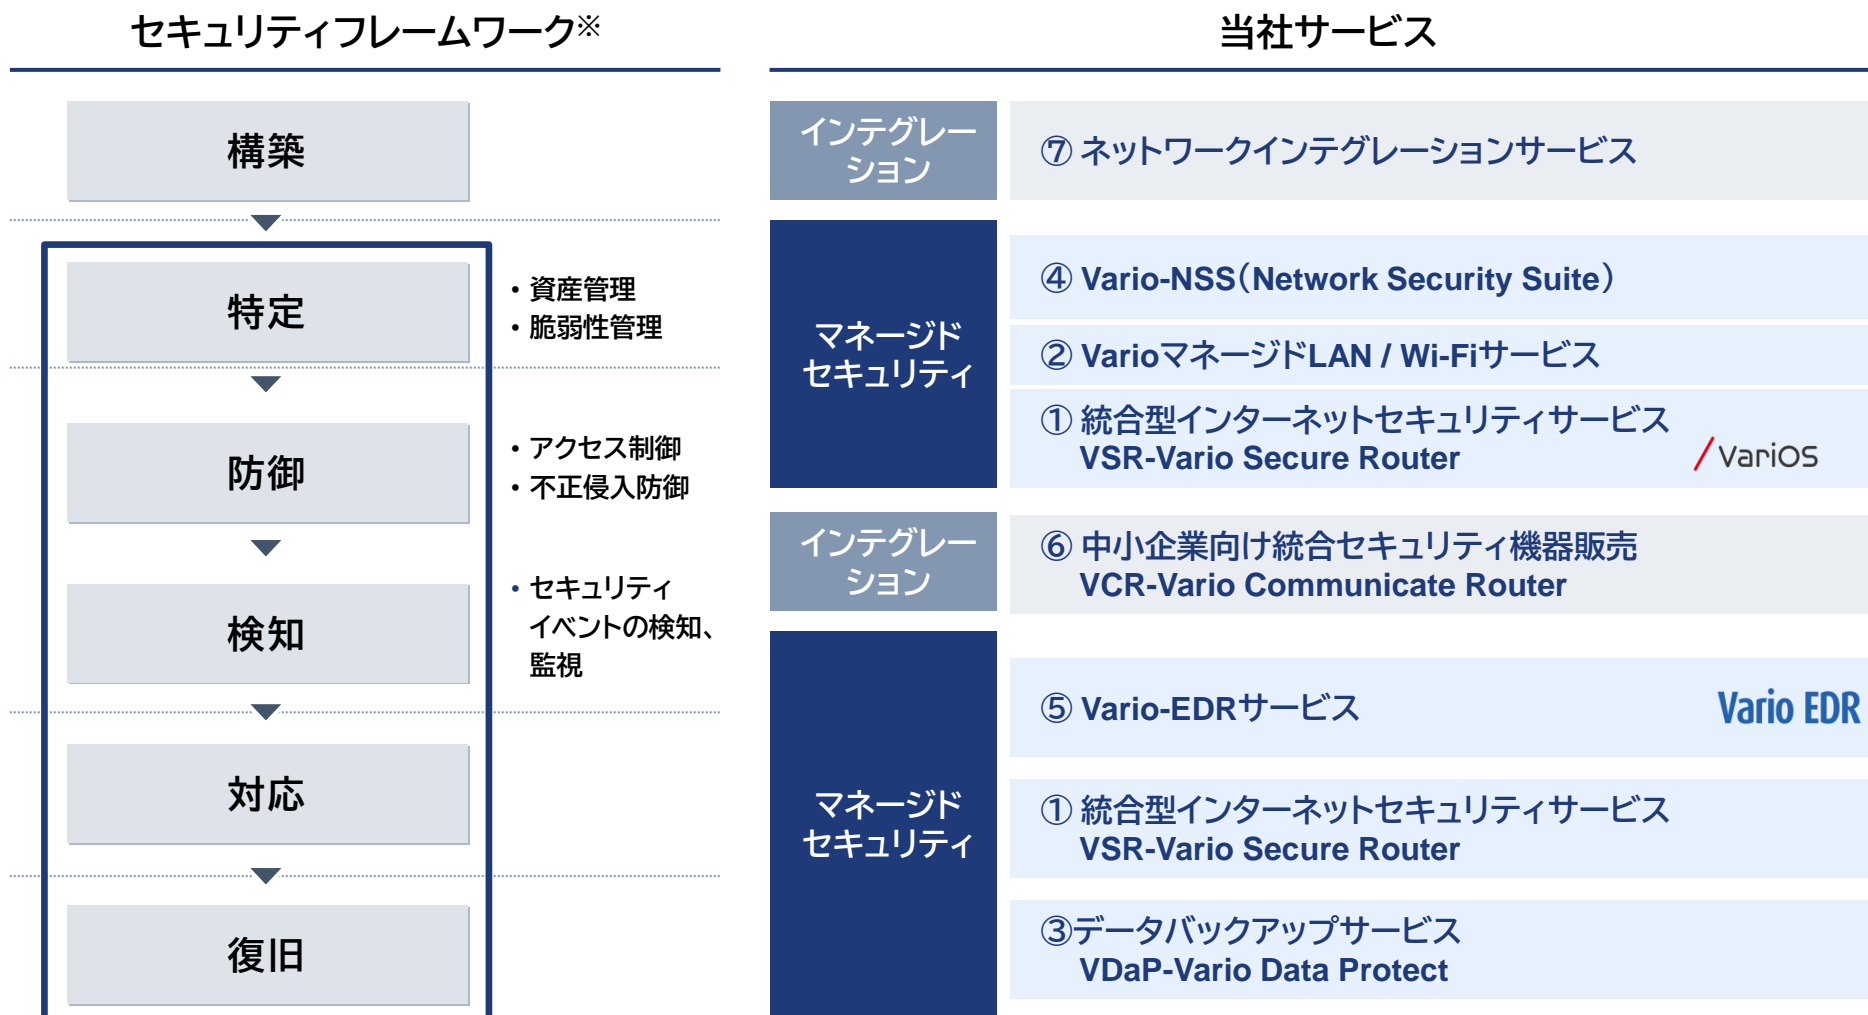 セキュリティフレームワーク※
構築
特定
・資産管理
・脆弱性管理
防御
・アクセス制御
・不正侵入防御
検知
・セキュリティ
イベントの検知、
監視
対応
復旧
当社サービス
インテグレー
ション
⑦ ネットワークインテグレーションサービス
マネージド
セキュリティ
④ Vario-NSS（Network Security Suite）
② VarioマネージドLAN / Wi-Fiサービス
① 統合型インターネットセキュリティサービス
VSR-Vario Secure Router
VariOS
インテグレー
ション
⑥ 中小企業向け統合セキュリティ機器販売
VCR-Vario Communicate Router
マネージド
セキュリティ
⑤ Vario-EDRサービス
Vario EDR
① 統合型インターネットセキュリティサービス
VSR-Vario Secure Router
③データバックアップサービス
VDaP-Vario Data Protect